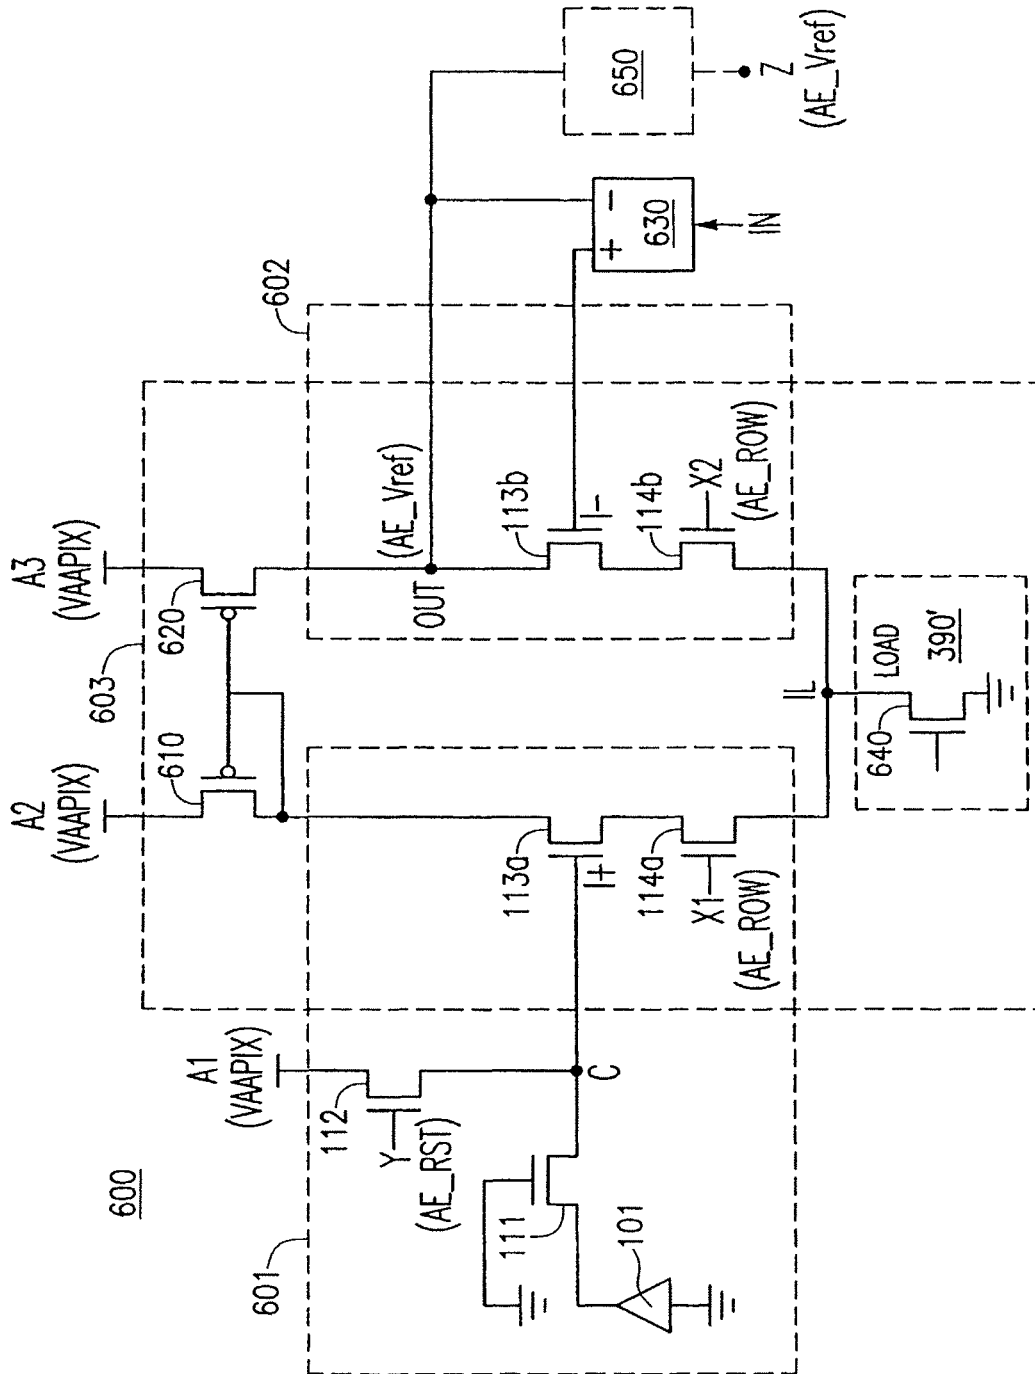 600
601
A1
(VAAPIX)
112
Y
(AE_RST)
111
101
C
603
A2
(VAAPIX)
610
113a
I+
114a
X1
(AE_ROW)
A3
(VAAPIX)
620
602
OUT
(AE_Vref)
113b
I-
114b
X2
(AE_ROW)
IL
LOAD
390'
640
+
-
630
IN
650
Z
(AE_Vref)